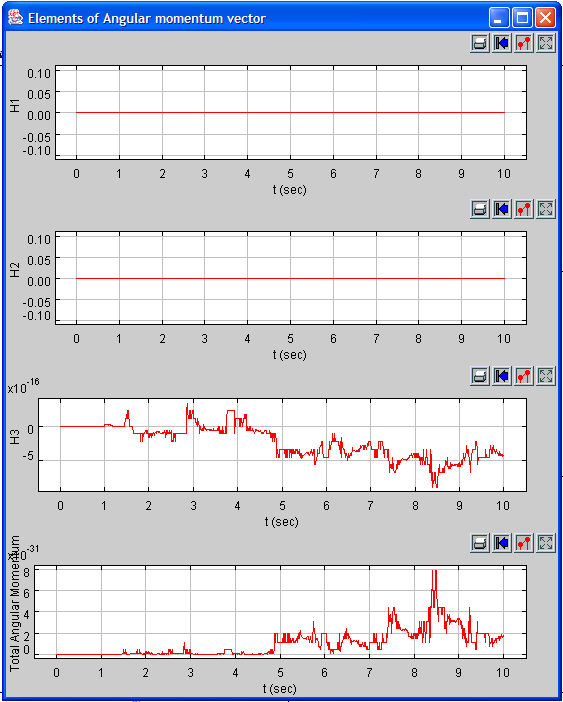 Elements of Angular momentum vector
H1
0.10
0.05
0.00
-0.05
-0.10
0 1 2 3 4 5 6 7 8 9 10
t (sec)
H2
0.10
0.05
0.00
-0.05
-0.10
0 1 2 3 4 5 6 7 8 9 10
t (sec)
x10-16
H3
0
-5
0 1 2 3 4 5 6 7 8 9 10
t (sec)
x10-31
Total Angular Momentum
8
6
4
2
0
0 1 2 3 4 5 6 7 8 9 10
t (sec)